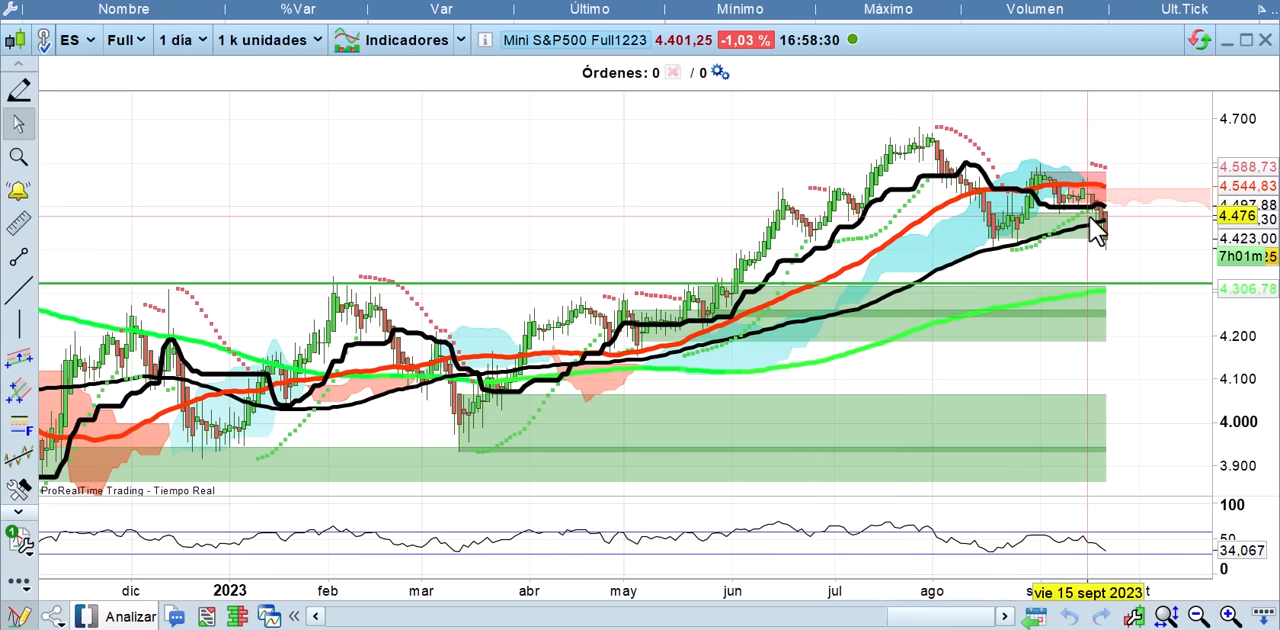 Nombre %Var Var Último Mínimo Máximo Volumen Últ.Tick
ES Full 1 día 1 k unidades Indicadores Mini S&P500 Full1223 4.401,25 -1,03 % 16:58:30
Órdenes: 0 / 0
4.700
4.588,73
4.544,83
4.497,88
4.476
4.423,00
7h01m
4.306,78
4.200
4.100
4.000
3.900
ProRealTime Trading - Tiempo Real
100
34,067
0
dic 2023 feb mar abr may jun jul ago vie 15 sept 2023
Analizar